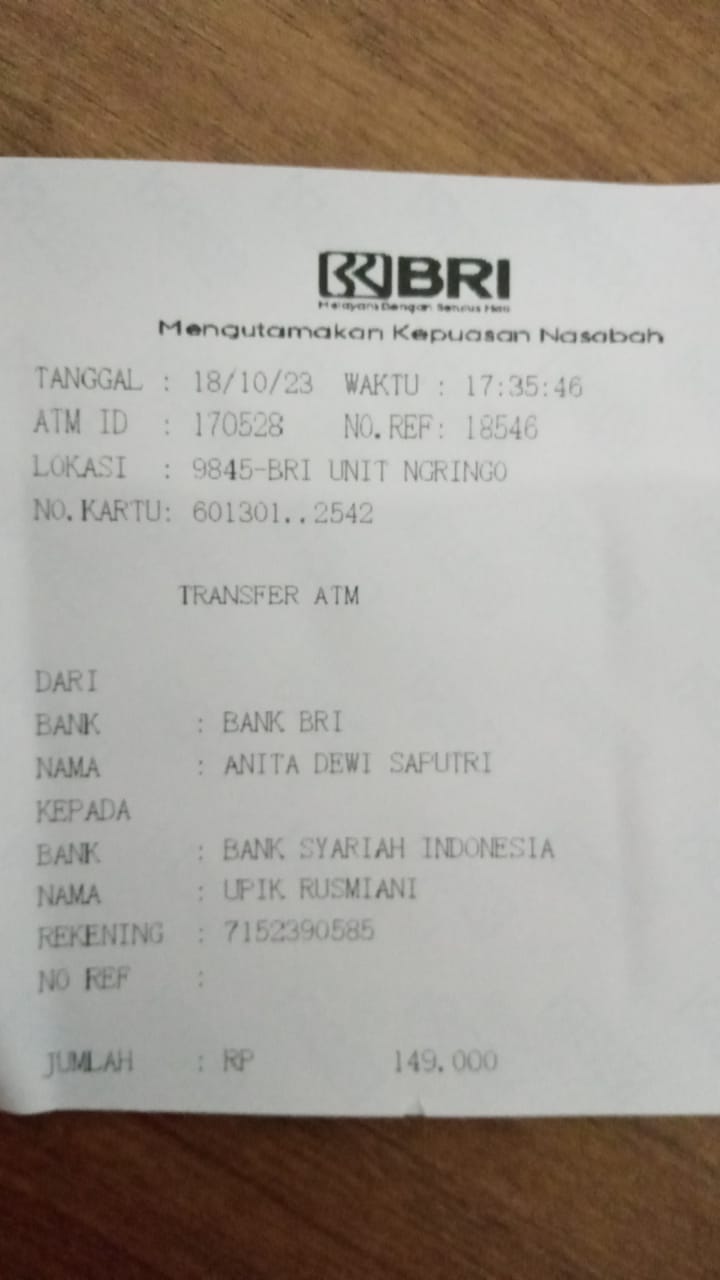 BRI
Melayani Dengan Setulus Hati
Mengutamakan Kepuasan Nasabah
TANGGAL : 18/10/23 WAKTU : 17:35:46
ATM ID : 170528 NO.REF: 18546
LOKASI : 9845-BRI UNIT NGRINGO
NO.KARTU: 601301..2542
TRANSFER ATM
DARI
BANK : BANK BRI
NAMA : ANITA DEWI SAPUTRI
KEPADA
BANK : BANK SYARIAH INDONESIA
NAMA : UPIK RUSMIANI
REKENING : 7152390585
NO REF :
JUMLAH : RP 149.000